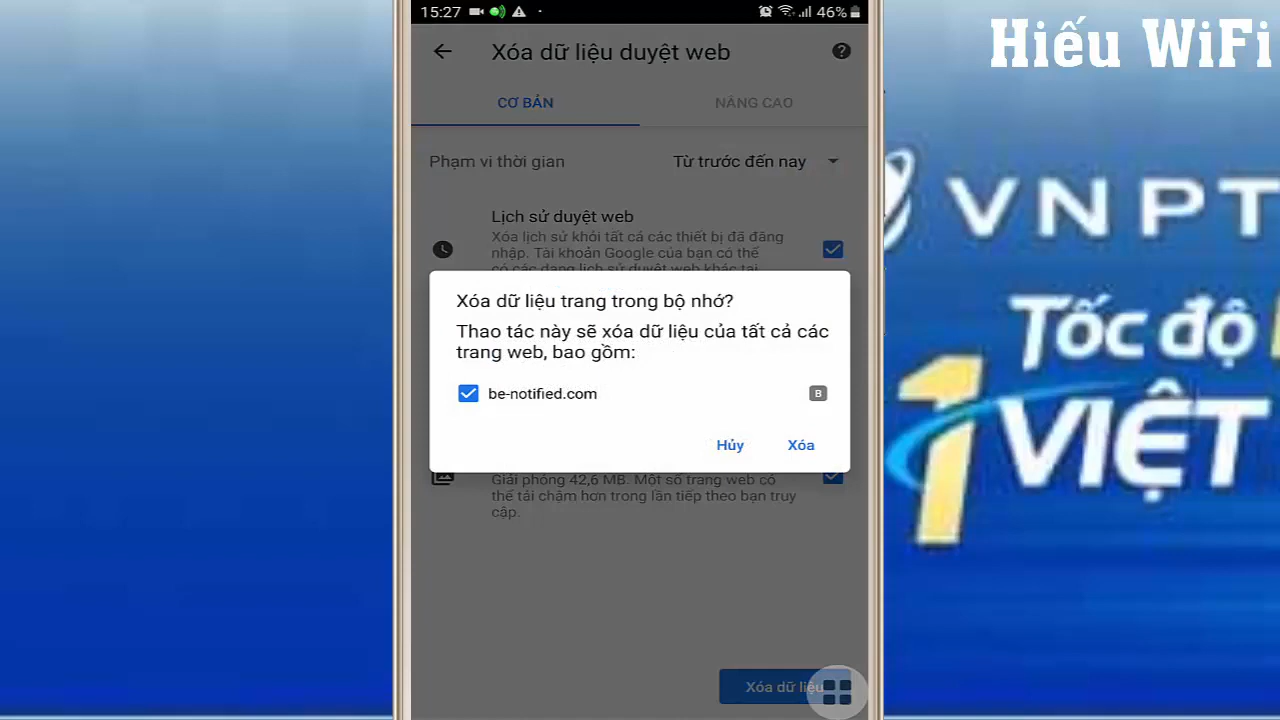 15:27
46%
Hiếu WiFi
Xóa dữ liệu duyệt web
CƠ BẢN
NÂNG CAO
Phạm vi thời gian
Từ trước đến nay
Lịch sử duyệt web
Xóa lịch sử khỏi tất cả các thiết bị đã đăng
nhập. Tài khoản Google của bạn có thể
có các dạng lịch sử duyệt web khác tại
Xóa dữ liệu trang trong bộ nhớ?
Thao tác này sẽ xóa dữ liệu của tất cả các
trang web, bao gồm:
be-notified.com
B
Hủy
Xóa
Giải phóng 42,6 MB. Một số trang web có
thể tải chậm hơn trong lần tiếp theo bạn truy
cập.
Xóa dữ liệu
VNPT
Tốc độ
1 VIỆT